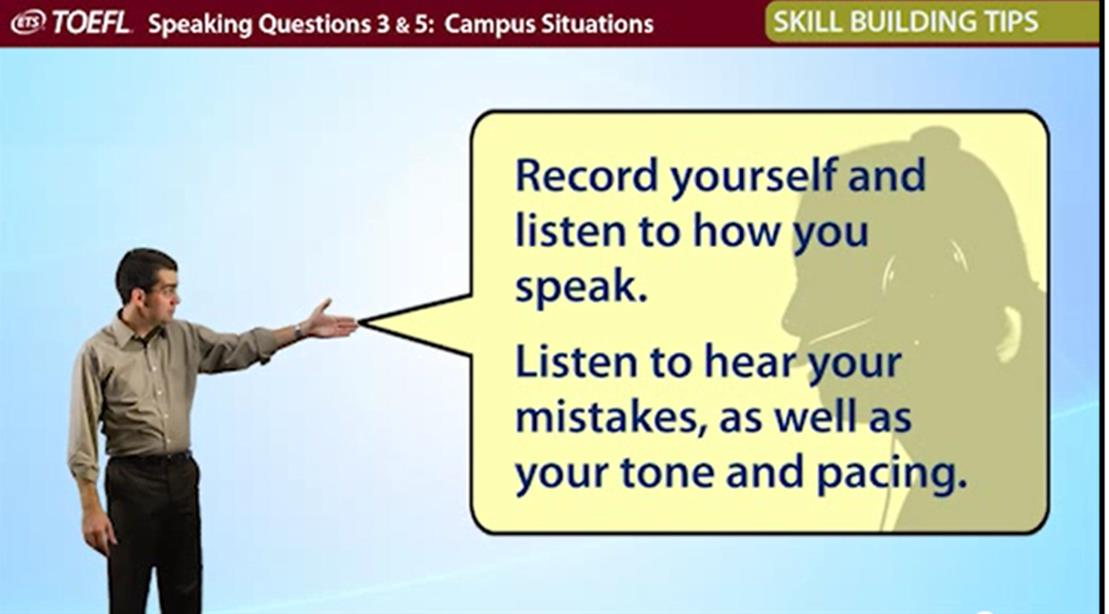 ETS TOEFL Speaking Questions 3 & 5: Campus Situations
SKILL BUILDING TIPS
Record yourself and
listen to how you
speak.
Listen to hear your
mistakes, as well as
your tone and pacing.